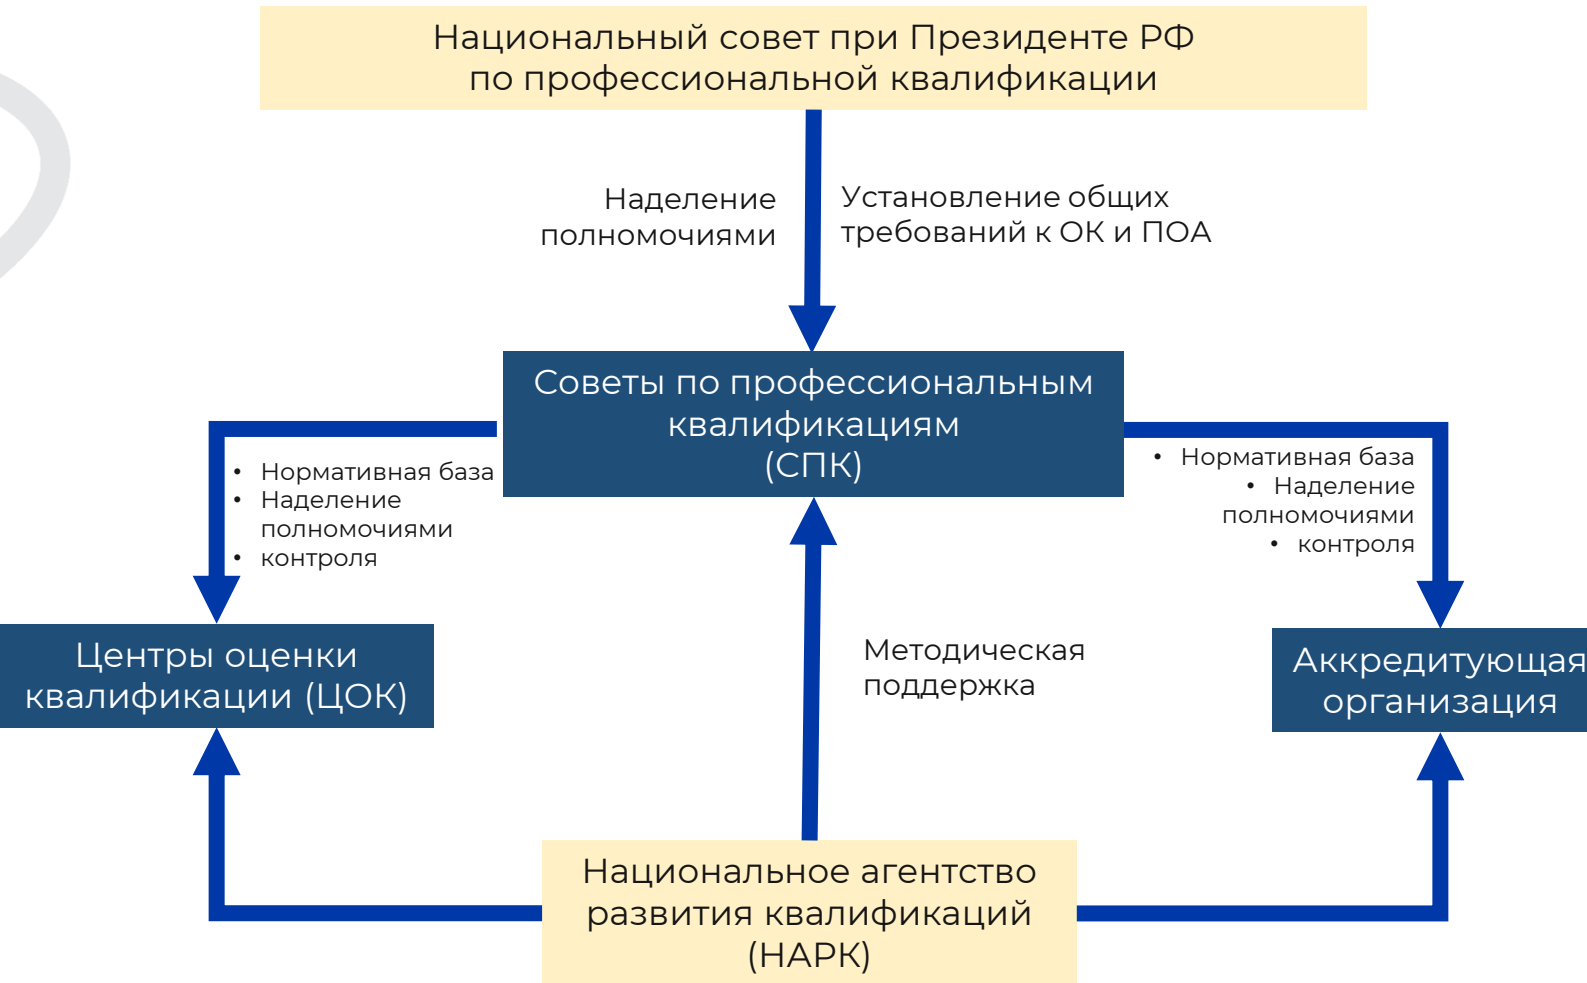 Национальный совет при Президенте РФ
по профессиональной квалификации
Наделение
полномочиями
Установление общих
требований к ОК и ПОА
Советы по профессиональным
квалификациям
(СПК)
• Нормативная база
• Наделение
полномочиями
• контроля
• Нормативная база
• Наделение
полномочиями
• контроля
Центры оценки
квалификации (ЦОК)
Методическая
поддержка
Аккредитующая
организация
Национальное агентство
развития квалификаций
(НАРК)